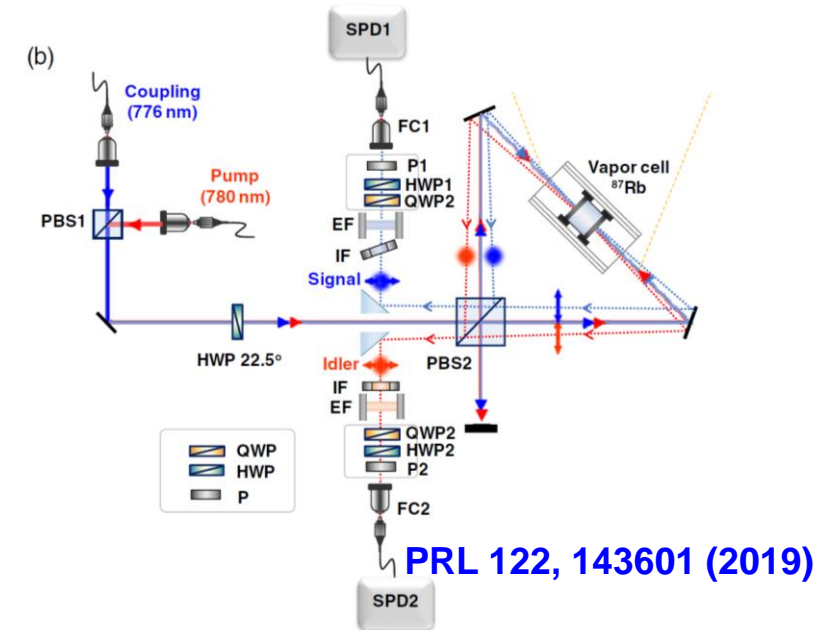 (b)
SPD1
Coupling
(776 nm)
FC1
P1
HWP1
QWP2
Pump
(780 nm)
Vapor cell
⁸⁷Rb
PBS1
EF
IF
Signal
HWP 22.5°
PBS2
Idler
IF
EF
QWP2
HWP2
P2
QWP
HWP
P
FC2
PRL 122, 143601 (2019)
SPD2